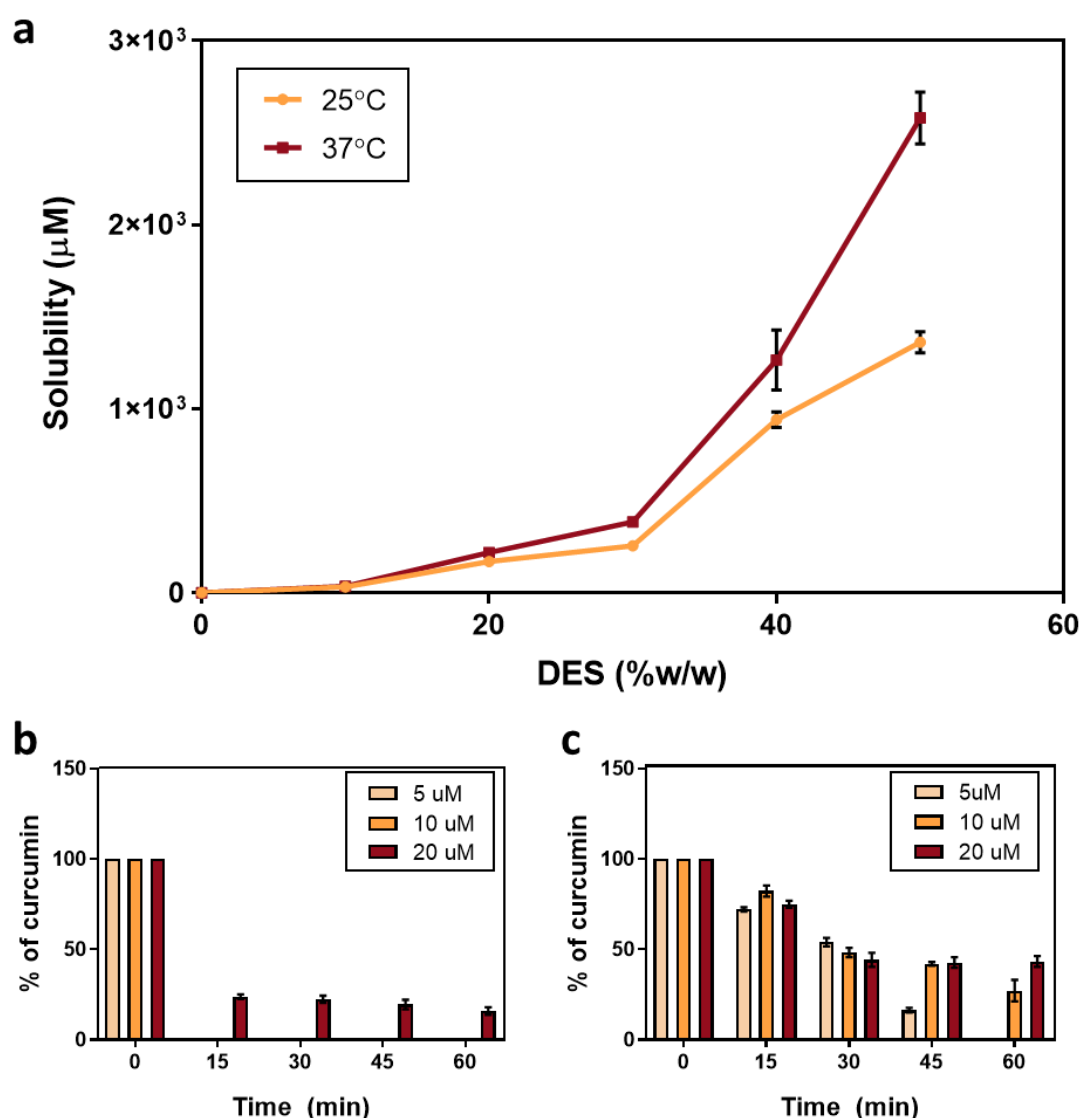 a
3×10³
2×10³
1×10³
0
Solubility (μM)
25°C
37°C
0 20 40 60
DES (%w/w)
b
150
100
50
0
% of curcumin
5 uM
10 uM
20 uM
0 15 30 45 60
Time (min)
c
150
100
50
0
% of curcumin
5uM
10 uM
20 uM
0 15 30 45 60
Time (min)